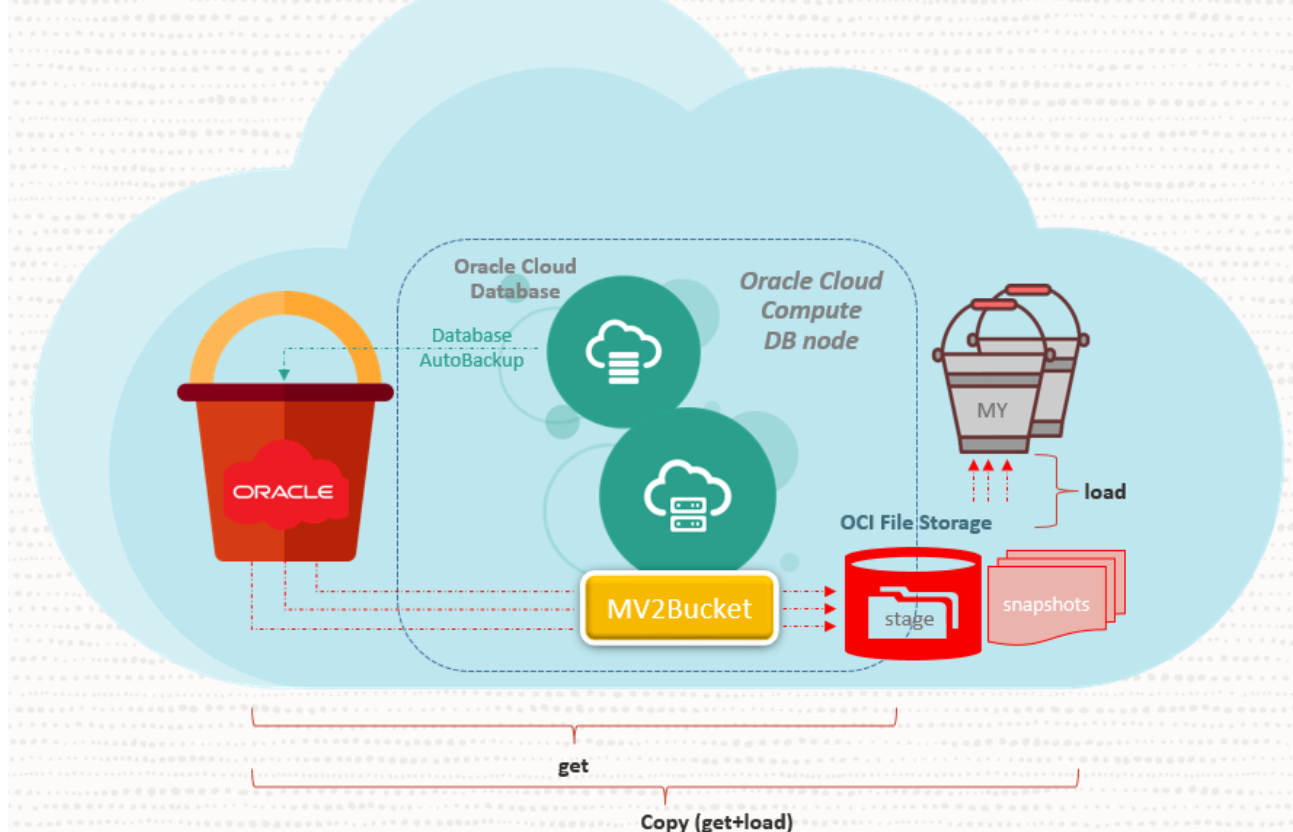 Oracle Cloud
Database
Oracle Cloud
Compute
DB node
Database
AutoBackup
MY
ORACLE
load
OCI File Storage
MV2Bucket
stage
snapshots
get
Copy (get+load)